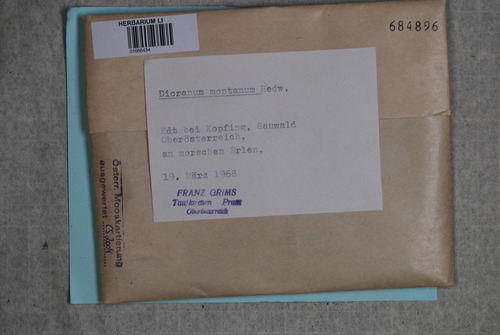 HERBARIUM LI
684896
Dicranum montanum Hedw.
Edt bei Kopfing, Sauwald
Oberösterreich,
an morschen Erlen,
19. März 1968
FRANZ GRIMS
Taufkirchen Pram
Oberösterreich
Österr. Mooskartierung
ausgewertet